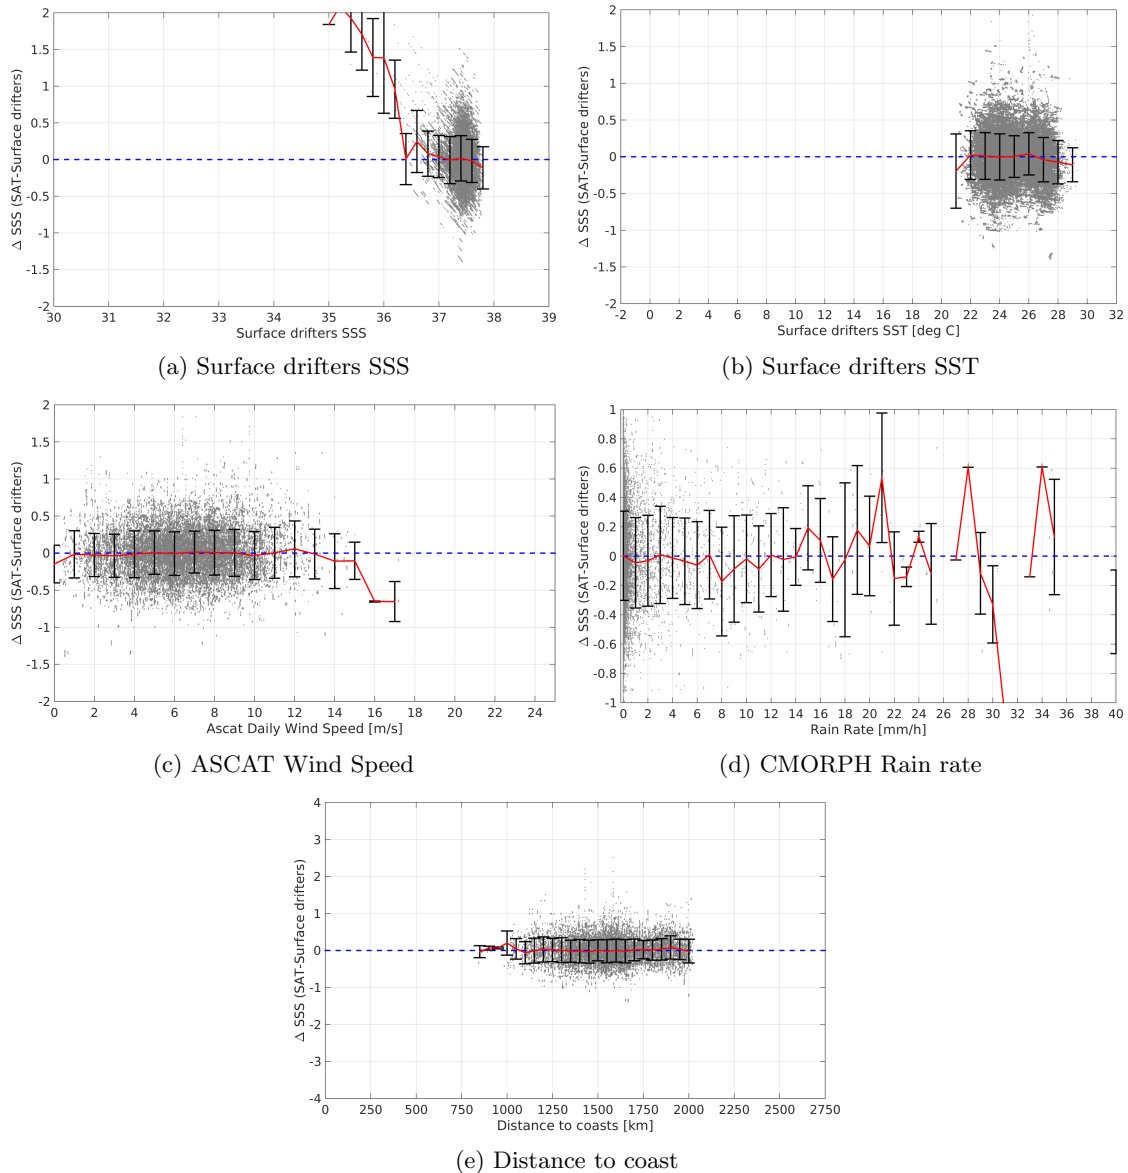 2
1.5
1
0.5
0
-0.5
-1
-1.5
-2
Δ SSS (SAT-Surface drifters)
30 31 32 33 34 35 36 37 38 39
Surface drifters SSS
(a) Surface drifters SSS
2
1.5
1
0.5
0
-0.5
-1
-1.5
-2
Δ SSS (SAT-Surface drifters)
-2 0 2 4 6 8 10 12 14 16 18 20 22 24 26 28 30 32
Surface drifters SST [deg C]
(b) Surface drifters SST
2
1.5
1
0.5
0
-0.5
-1
-1.5
-2
Δ SSS (SAT-Surface drifters)
0 2 4 6 8 10 12 14 16 18 20 22 24
Ascat Daily Wind Speed [m/s]
(c) ASCAT Wind Speed
1
0.8
0.6
0.4
0.2
0
-0.2
-0.4
-0.6
-0.8
-1
Δ SSS (SAT-Surface drifters)
0 2 4 6 8 10 12 14 16 18 20 22 24 26 28 30 32 34 36 38 40
Rain Rate [mm/h]
(d) CMORPH Rain rate
4
3
2
1
0
-1
-2
-3
-4
Δ SSS (SAT-Surface drifters)
0 250 500 750 1000 1250 1500 1750 2000 2250 2500 2750
Distance to coasts [km]
(e) Distance to coast